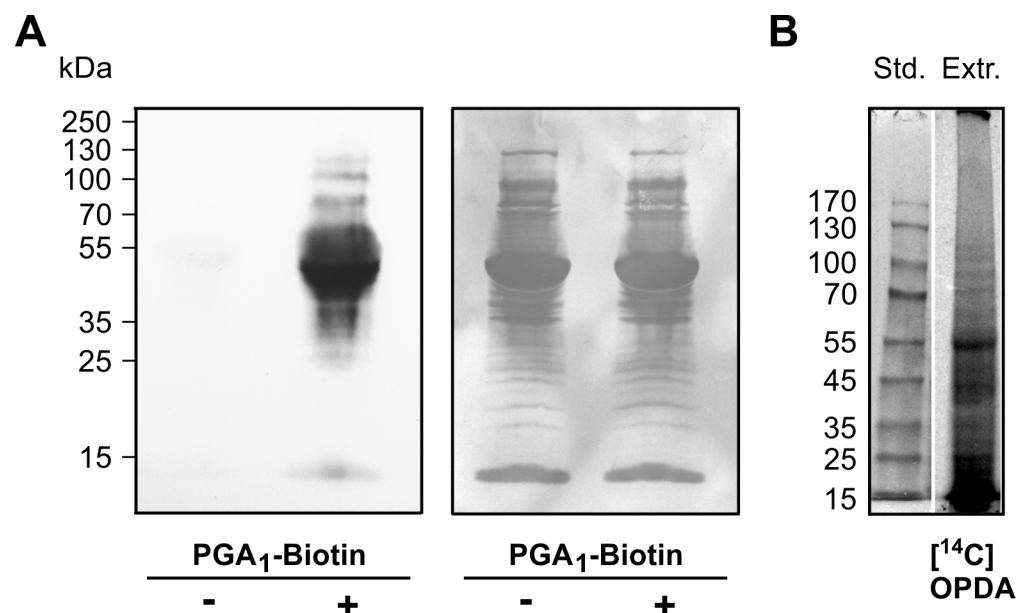 A
B
kDa
Std. Extr.
250
130
100
70
55
35
25
15
170
130
100
70
55
45
35
25
15
PGA₁-Biotin
PGA₁-Biotin
- +
- +
[¹⁴C]
OPDA